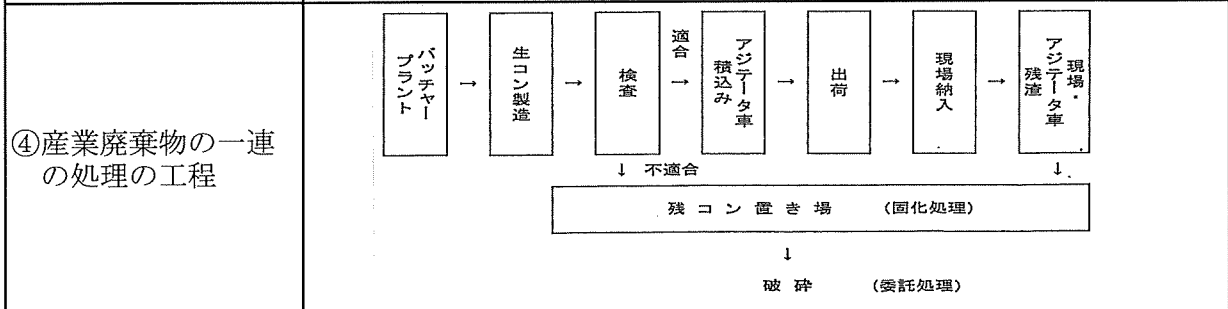 ④産業廃棄物の一連
の処理の工程
バッチャー
プラント
→
生コン製造
→
検査
適合
→
アジテータ車
積込み
→
出荷
→
現場納入
→
現場・
アジテータ車
残渣
↓ 不適合
↓
残コン置き場 (固化処理)
↓
破砕 (委託処理)